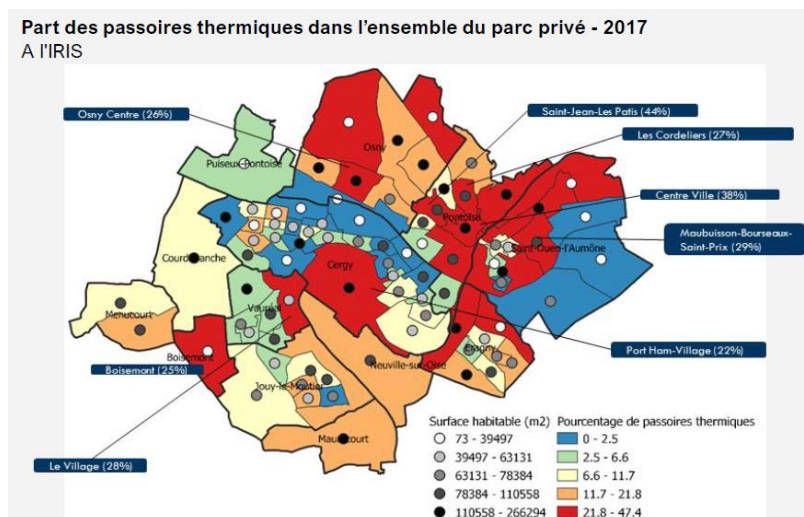 Part des passoires thermiques dans l'ensemble du parc privé - 2017
A l'IRIS
Osny Centre (26%)
Saint-Jean-Les Patis (44%)
Les Cordeliers (27%)
Osny
Puiseux-Pontoise
Centre Ville (38%)
Pontoise
Maubuisson-Bourseaux-
Saint-Prix (29%)
Saint-Ouen-l'Aumône
Courdimanche
Cergy
Vauréal
Menucourt
Eragny
Port Ham-Village (22%)
Boisemont
Boisemont (25%)
Neuville-sur-Oise
Jouy-le-Moutier
Maurecourt
Le Village (28%)
Surface habitable (m2)
73 - 39497
39497 - 63131
63131 - 78384
78384 - 110558
110558 - 266294
Pourcentage de passoires thermiques
0 - 2.5
2.5 - 6.6
6.6 - 11.7
11.7 - 21.8
21.8 - 47.4